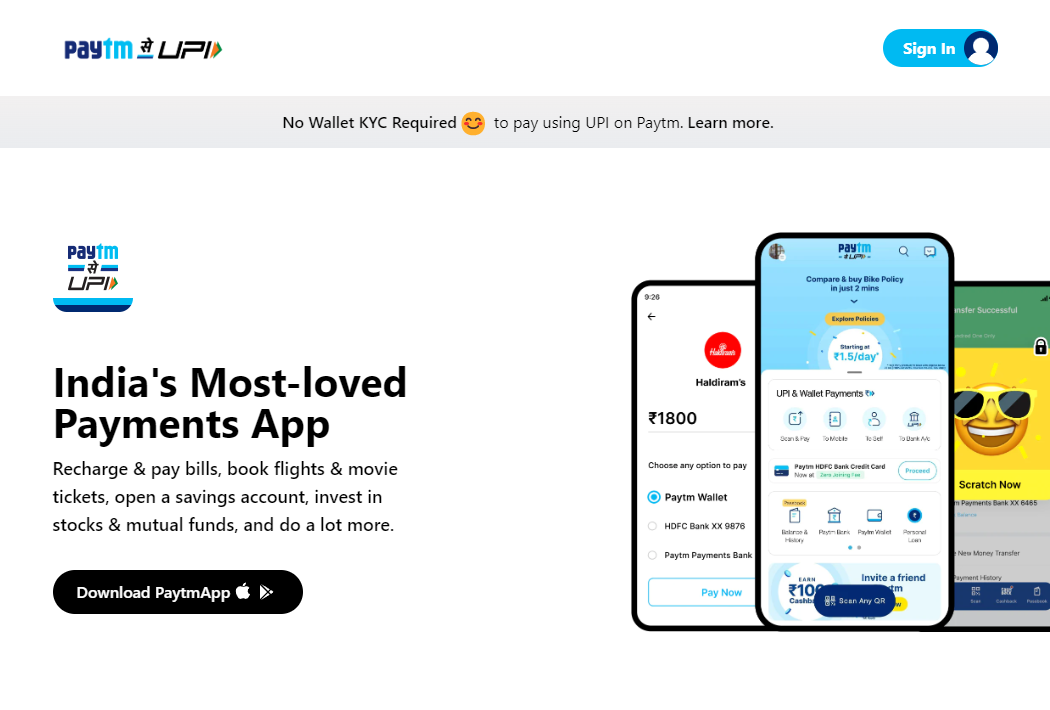 paytm से UPI
Sign In
No Wallet KYC Required to pay using UPI on Paytm. Learn more.
paytm
से
UPI
India's Most-loved
Payments App
Recharge & pay bills, book flights & movie
tickets, open a savings account, invest in
stocks & mutual funds, and do a lot more.
Download PaytmApp
9:26
Haldiram's
Haldiram's
₹1800
Choose any option to pay
Paytm Wallet
HDFC Bank XX 9876
Paytm Payments Bank
Pay Now
paytm
से UPI
Compare & buy Bike Policy
in just 2 mins
Explore Policies
Starting at
₹1.5/day*
UPI & Wallet Payments
Scan & Pay
To Mobile
To Self
To Bank A/c
UPI
Paytm HDFC Bank Credit Card
Now at Zero Joining Fee
Proceed
Balance &
History
Paytm Bank
Paytm Wallet
Personal
Loan
EARN
₹100
Cashba
Invite a friend
Scan Any QR
nsfer Successful
Scratch Now
m Payments Bank XX 6465
Balance
New Money Transfer
Payment History
Scan
Cashback
Passbook